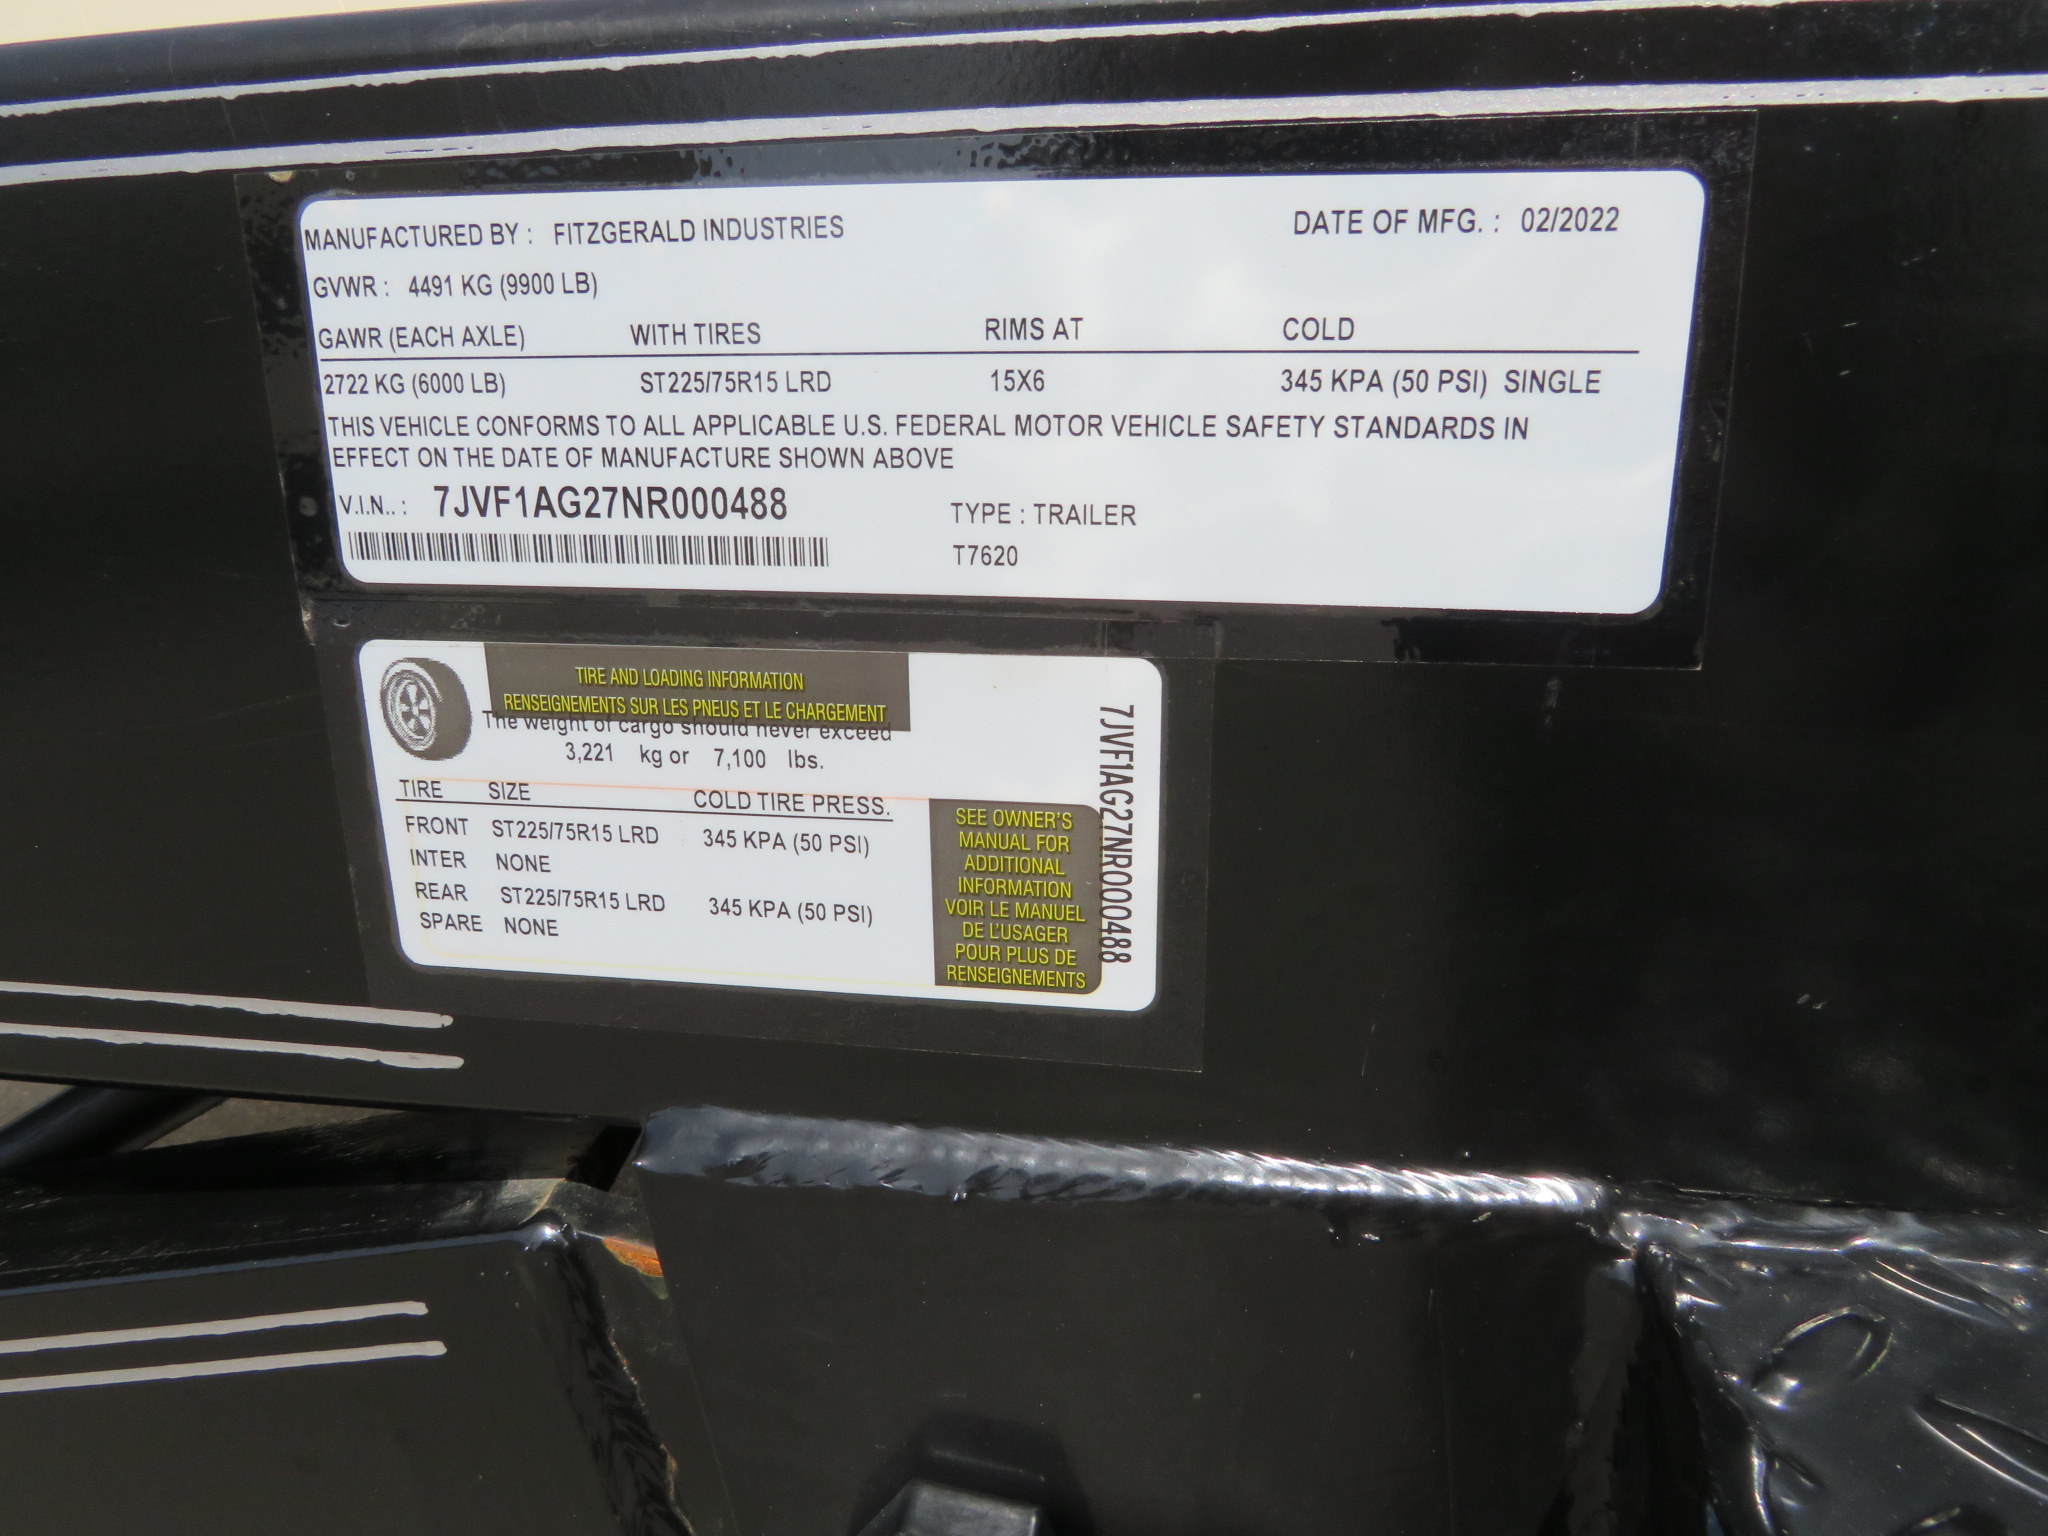 MANUFACTURED BY : FITZGERALD INDUSTRIES DATE OF MFG. : 02/2022
GVWR : 4491 KG (9900 LB)
GAWR (EACH AXLE) WITH TIRES RIMS AT COLD
2722 KG (6000 LB) ST225/75R15 LRD 15X6 345 KPA (50 PSI) SINGLE
THIS VEHICLE CONFORMS TO ALL APPLICABLE U.S. FEDERAL MOTOR VEHICLE SAFETY STANDARDS IN
EFFECT ON THE DATE OF MANUFACTURE SHOWN ABOVE
V.I.N.. : 7JVF1AG27NR000488 TYPE : TRAILER
T7620
TIRE AND LOADING INFORMATION
RENSEIGNEMENTS SUR LES PNEUS ET LE CHARGEMENT
The weight of cargo should never exceed
3,221 kg or 7,100 lbs.
TIRE SIZE COLD TIRE PRESS.
FRONT ST225/75R15 LRD 345 KPA (50 PSI)
INTER NONE
REAR ST225/75R15 LRD 345 KPA (50 PSI)
SPARE NONE
SEE OWNER'S
MANUAL FOR
ADDITIONAL
INFORMATION
VOIR LE MANUEL
DE L'USAGER
POUR PLUS DE
RENSEIGNEMENTS
7JVF1AG27NR000488